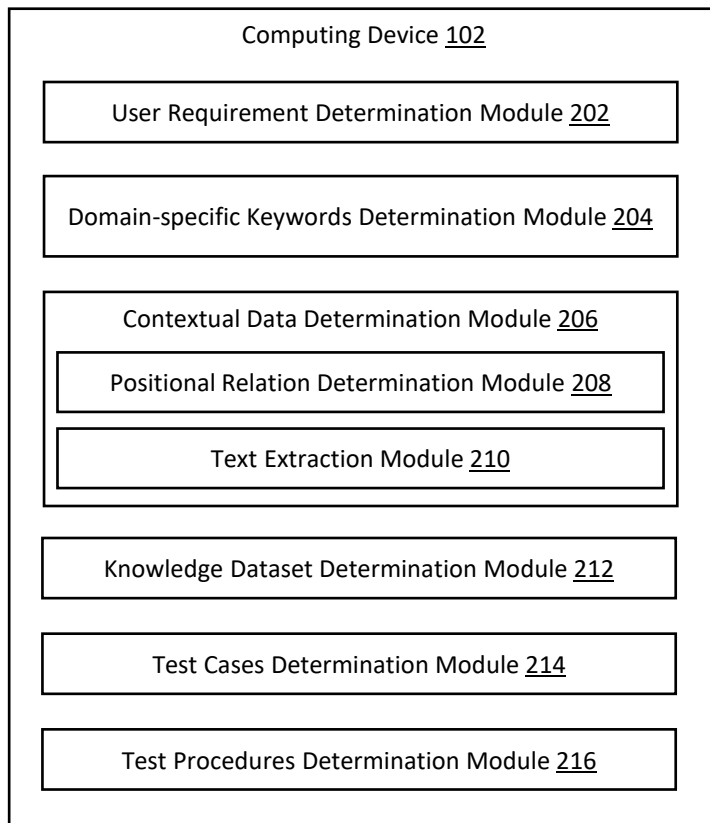 Computing Device 102
User Requirement Determination Module 202
Domain-specific Keywords Determination Module 204
Contextual Data Determination Module 206
Positional Relation Determination Module 208
Text Extraction Module 210
Knowledge Dataset Determination Module 212
Test Cases Determination Module 214
Test Procedures Determination Module 216